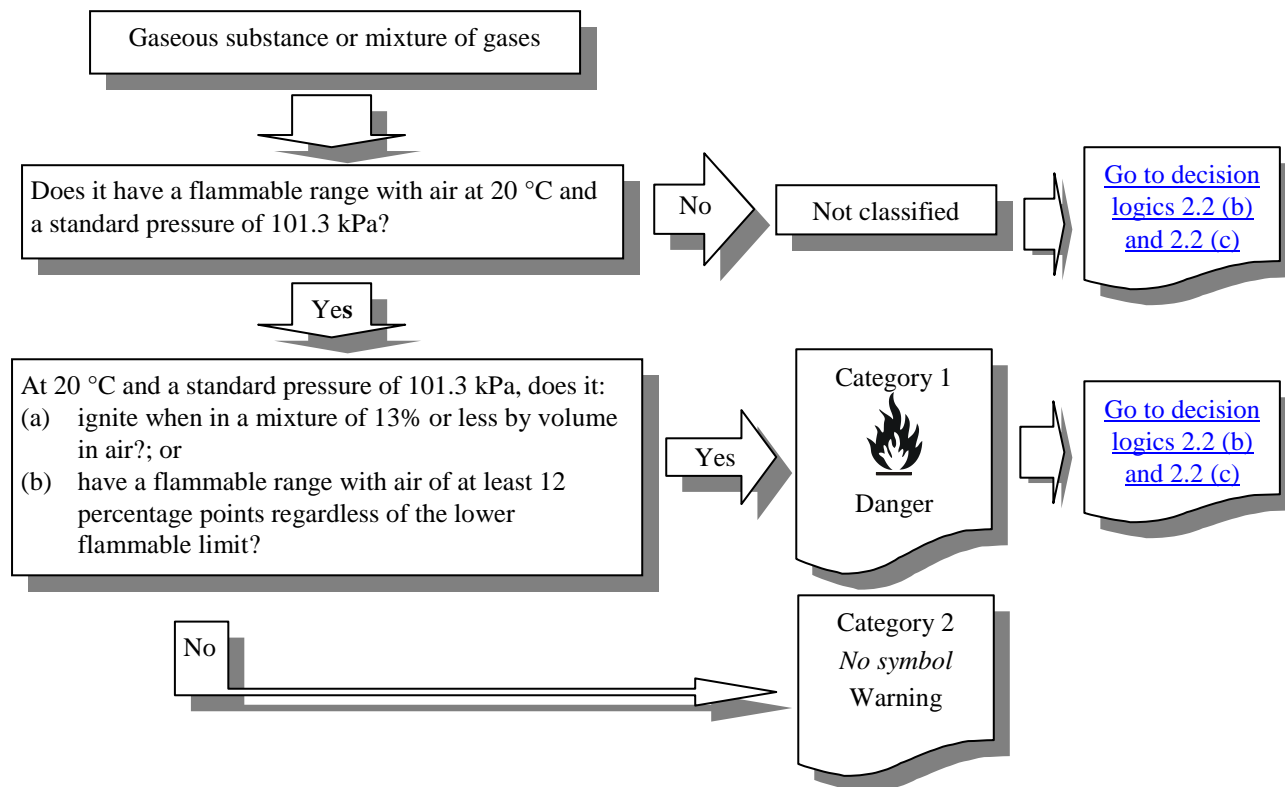 Gaseous substance or mixture of gases
Does it have a flammable range with air at 20 °C and
a standard pressure of 101.3 kPa?
No
Not classified
Go to decision
logics 2.2 (b)
and 2.2 (c)
Yes
At 20 °C and a standard pressure of 101.3 kPa, does it:
(a) ignite when in a mixture of 13% or less by volume
in air?; or
(b) have a flammable range with air of at least 12
percentage points regardless of the lower
flammable limit?
Yes
Category 1
Danger
Go to decision
logics 2.2 (b)
and 2.2 (c)
No
Category 2
No symbol
Warning